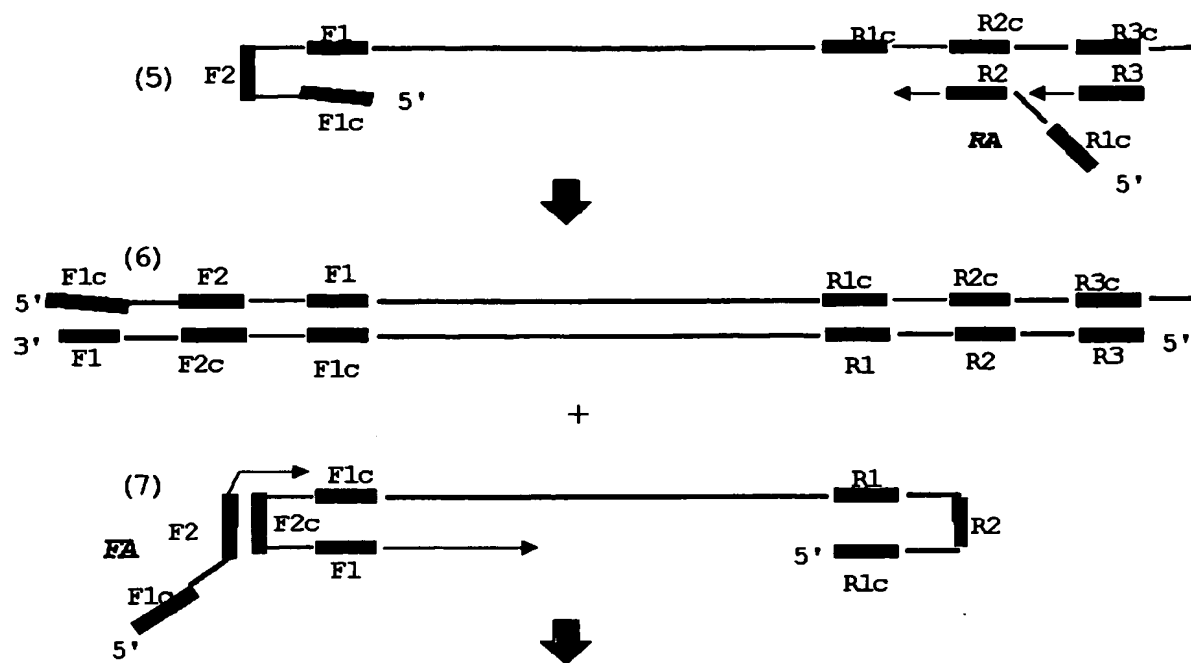 F1 R1c R2c R3c
(5) F2 5' R2 R3
F1c RA R1c
5'
(6)
F1c F2 F1 R1c R2c R3c
5'
3' 5'
F1 F2c F1c R1 R2 R3
+
(7) F1c R1
F2 F2c R2
FA 5'
F1c F1 R1c
5'